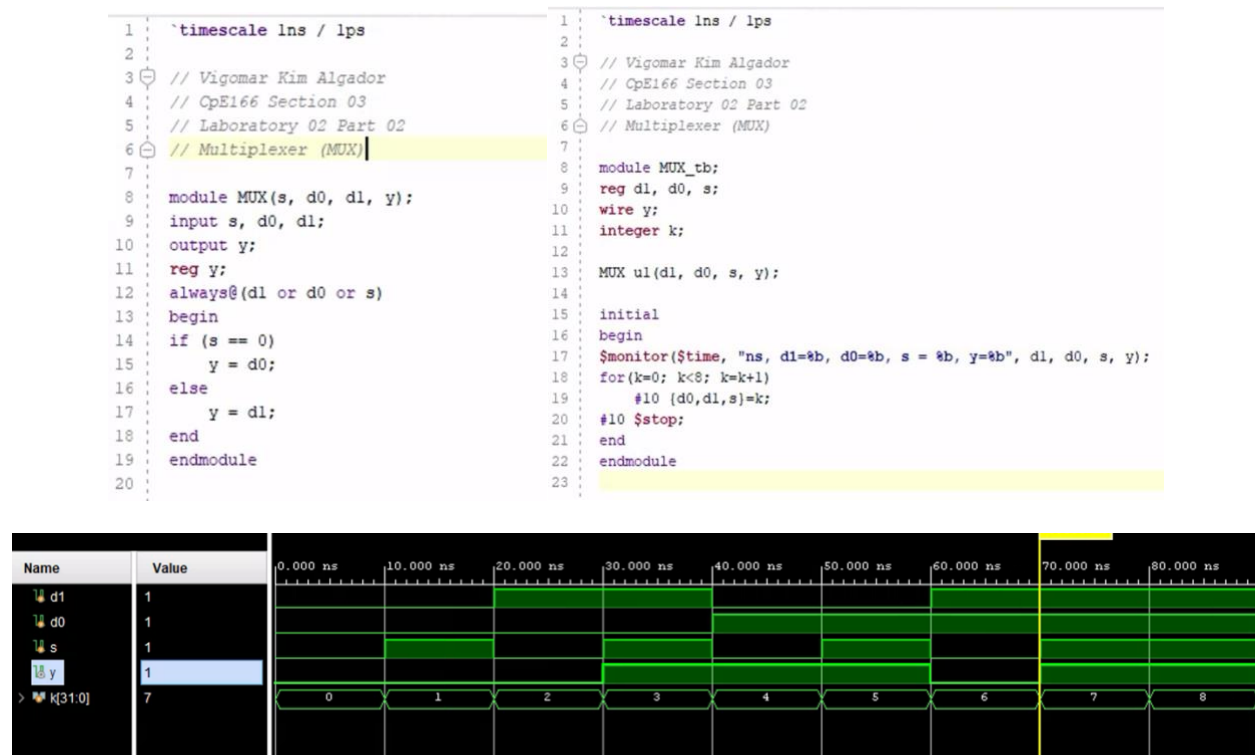 1 `timescale 1ns / 1ps
2
3 // Vigomar Kim Algador
4 // CpE166 Section 03
5 // Laboratory 02 Part 02
6 // Multiplexer (MUX)
7
8 module MUX(s, d0, d1, y);
9 input s, d0, d1;
10 output y;
11 reg y;
12 always@(d1 or d0 or s)
13 begin
14 if (s == 0)
15 y = d0;
16 else
17 y = d1;
18 end
19 endmodule
20
1 `timescale 1ns / 1ps
2
3 // Vigomar Kim Algador
4 // CpE166 Section 03
5 // Laboratory 02 Part 02
6 // Multiplexer (MUX)
7
8 module MUX_tb;
9 reg d1, d0, s;
10 wire y;
11 integer k;
12
13 MUX u1(d1, d0, s, y);
14
15 initial
16 begin
17 $monitor($time, "ns, d1=%b, d0=%b, s = %b, y=%b", d1, d0, s, y);
18 for(k=0; k<8; k=k+1)
19 #10 {d0,d1,s}=k;
20 #10 $stop;
21 end
22 endmodule
23
Name Value 0.000 ns 10.000 ns 20.000 ns 30.000 ns 40.000 ns 50.000 ns 60.000 ns 70.000 ns 80.000 ns
d1 1
d0 1
s 1
y 1
k[31:0] 7 0 1 2 3 4 5 6 7 8